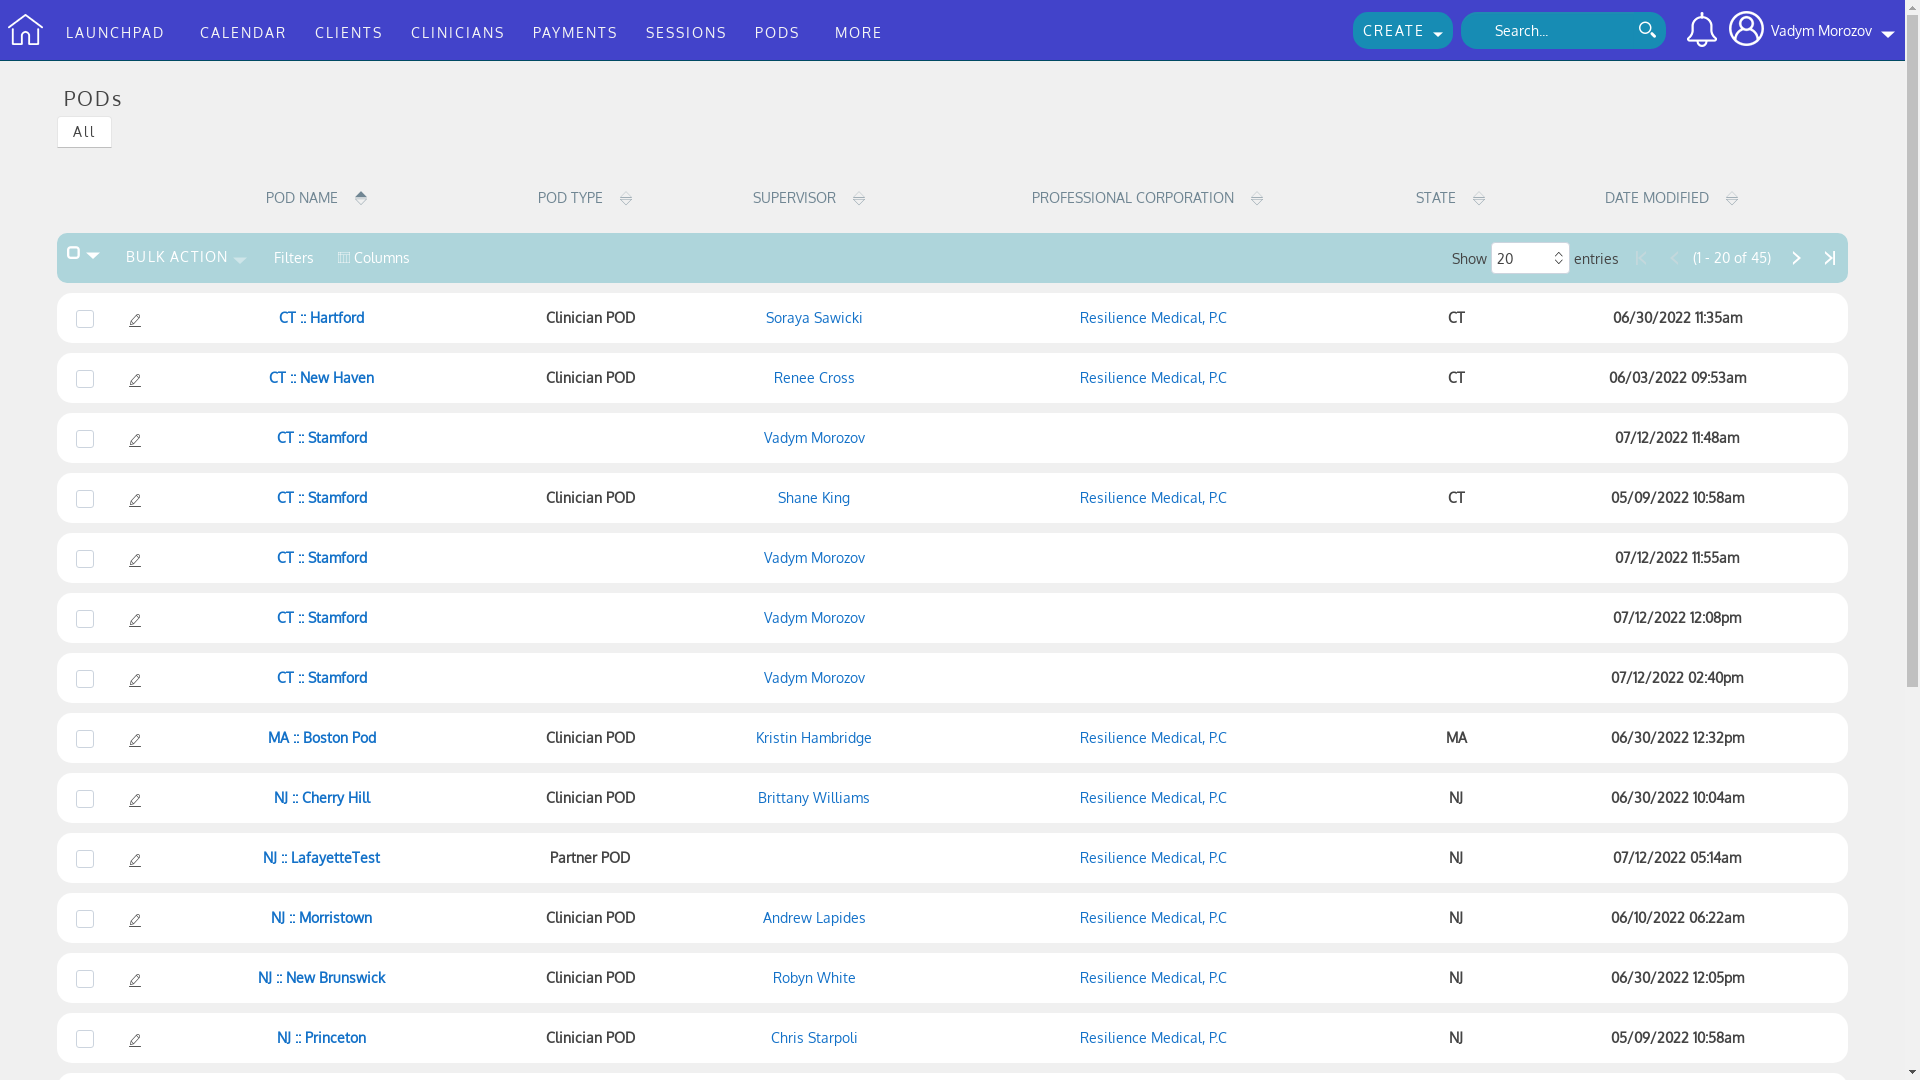 LAUNCHPAD CALENDAR CLIENTS CLINICIANS PAYMENTS SESSIONS PODS MORE CREATE Search... Vadym Morozov
PODs
All
POD NAME POD TYPE SUPERVISOR PROFESSIONAL CORPORATION STATE DATE MODIFIED
BULK ACTION Filters Columns Show 20 entries (1 - 20 of 45)
CT :: Hartford Clinician POD Soraya Sawicki Resilience Medical, P.C CT 06/30/2022 11:35am
CT :: New Haven Clinician POD Renee Cross Resilience Medical, P.C CT 06/03/2022 09:53am
CT :: Stamford Vadym Morozov 07/12/2022 11:48am
CT :: Stamford Clinician POD Shane King Resilience Medical, P.C CT 05/09/2022 10:58am
CT :: Stamford Vadym Morozov 07/12/2022 11:55am
CT :: Stamford Vadym Morozov 07/12/2022 12:08pm
CT :: Stamford Vadym Morozov 07/12/2022 02:40pm
MA :: Boston Pod Clinician POD Kristin Hambridge Resilience Medical, P.C MA 06/30/2022 12:32pm
NJ :: Cherry Hill Clinician POD Brittany Williams Resilience Medical, P.C NJ 06/30/2022 10:04am
NJ :: LafayetteTest Partner POD Resilience Medical, P.C NJ 07/12/2022 05:14am
NJ :: Morristown Clinician POD Andrew Lapides Resilience Medical, P.C NJ 06/10/2022 06:22am
NJ :: New Brunswick Clinician POD Robyn White Resilience Medical, P.C NJ 06/30/2022 12:05pm
NJ :: Princeton Clinician POD Chris Starpoli Resilience Medical, P.C NJ 05/09/2022 10:58am